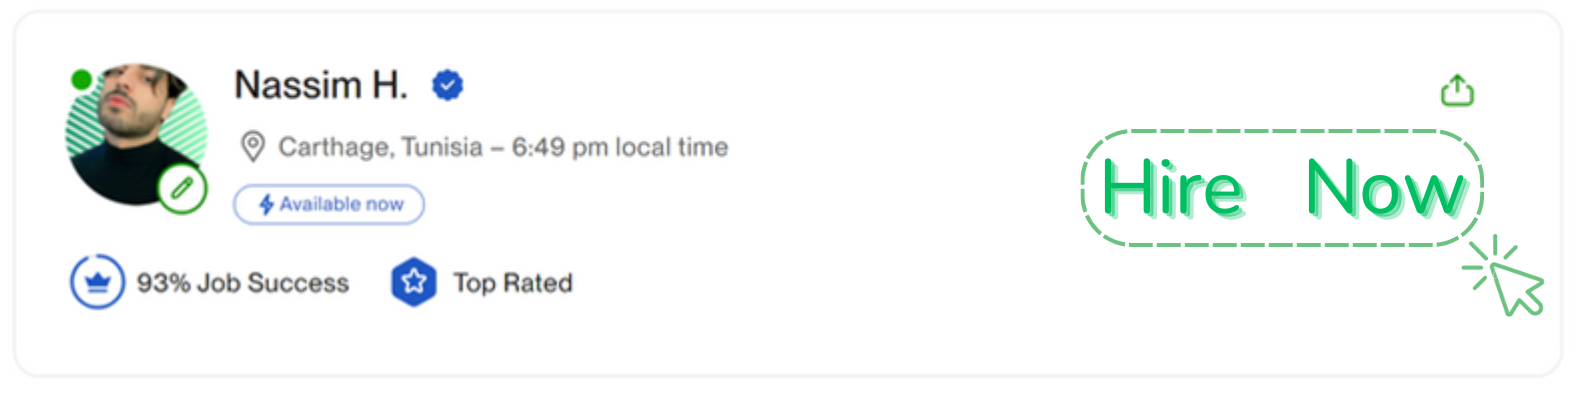 Nassim H.
Carthage, Tunisia – 6:49 pm local time
Available now
Hire Now
93% Job Success
Top Rated